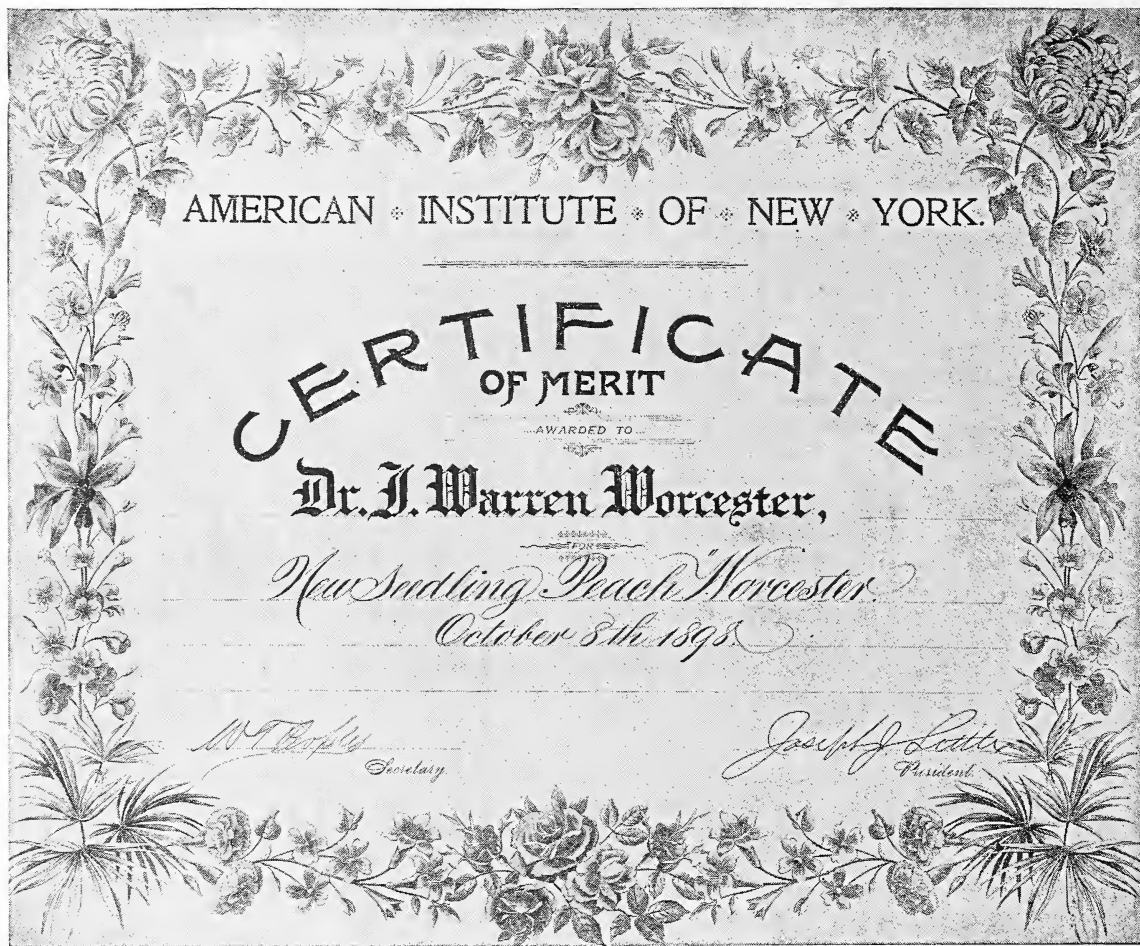 AMERICAN INSTITUTE OF NEW YORK.
CERTIFICATE
OF MERIT
AWARDED TO
Dr. J. Warren Worcester,
FOR
New Seedling Peach "Worcester.
October 8th 1898.
Joseph J. Little
Secretary.
President.